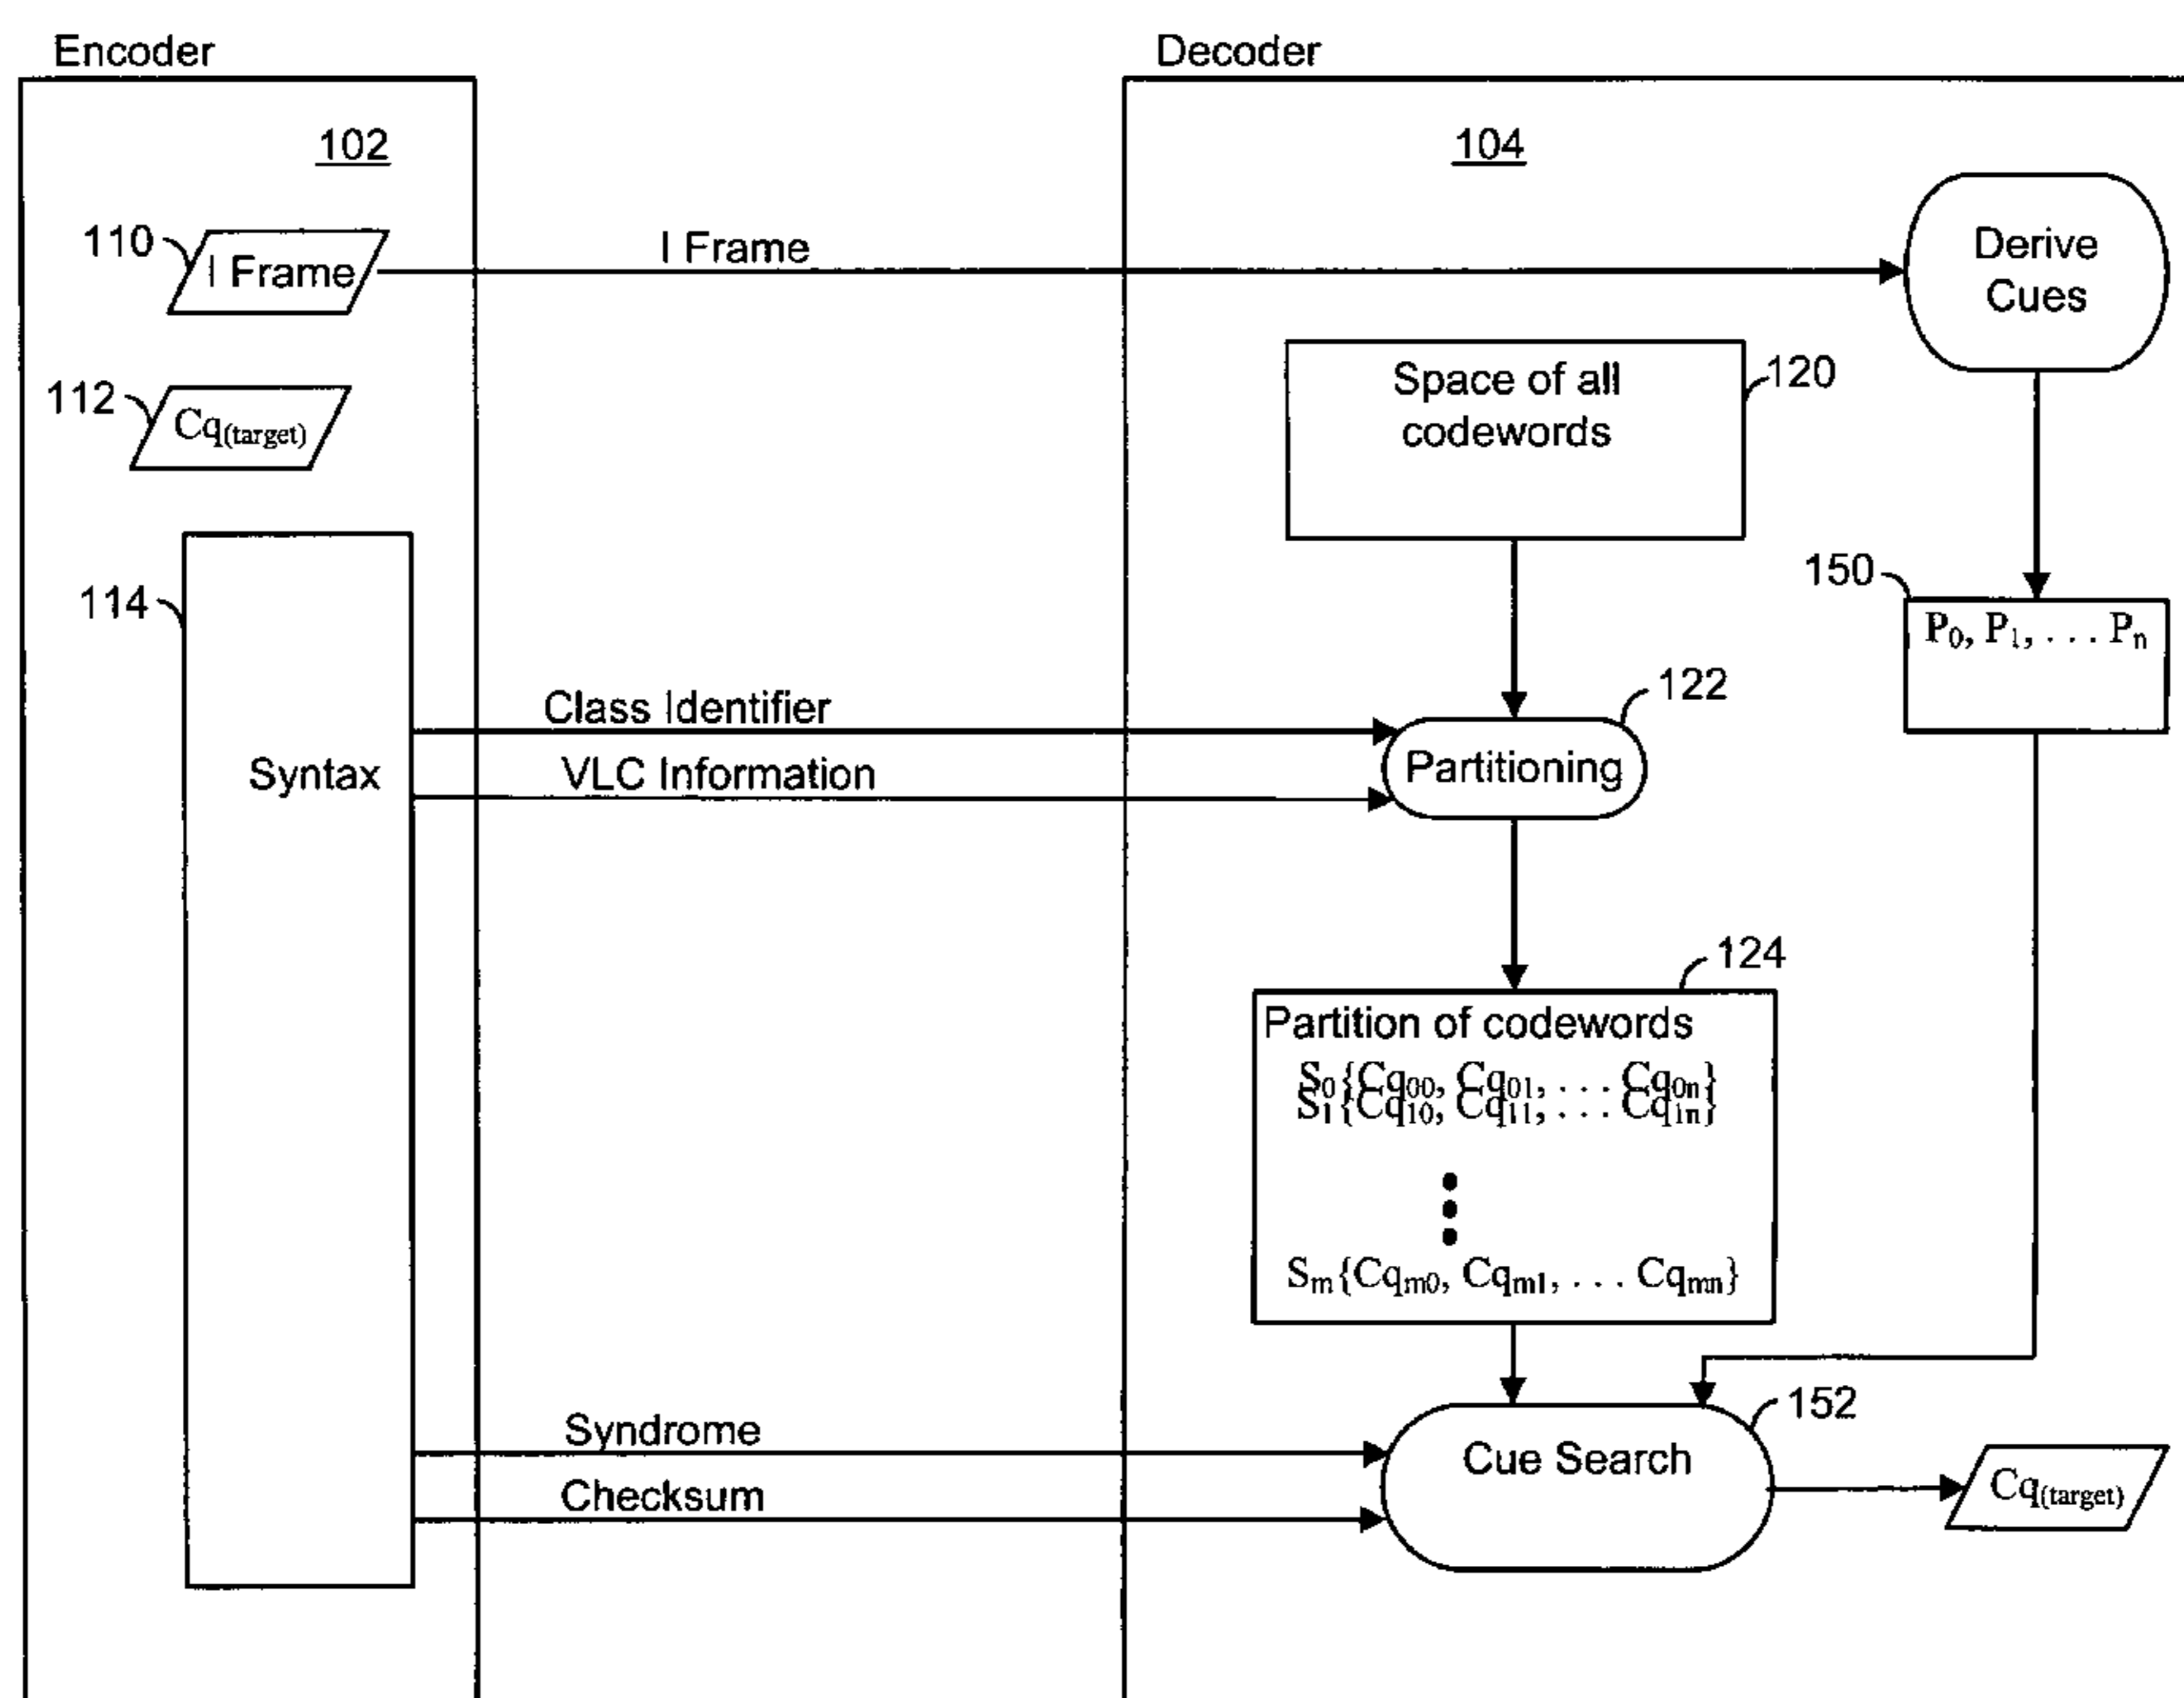 Encoder
Decoder
102
104
110
I Frame
I Frame
Derive
Cues
112
Cq(target)
Space of all
codewords
120
114
150
P0, P1, . . . Pn
Class Identifier
122
Syntax
VLC Information
Partitioning
124
Partition of codewords
S0{Cq00, Cq01, . . . Cq0n}
S1{Cq10, Cq11, . . . Cq1n}
Sm{Cqm0, Cqm1, . . . Cqmn}
152
Syndrome
Cue Search
Checksum
Cq(target)